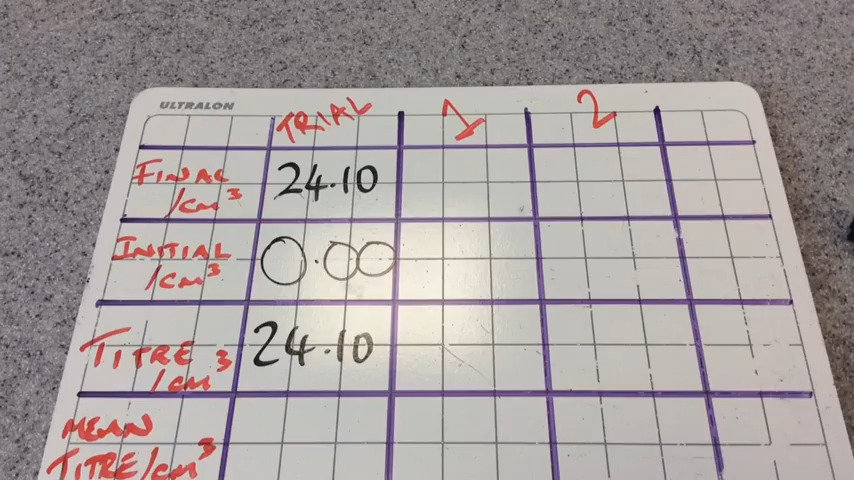 ULTRALON
TRIAL 1 2
FINAL 24.10
/cm³
INITIAL 0.00
/cm³
TITRE 24.10
/cm³
MEAN
TITRE/cm³